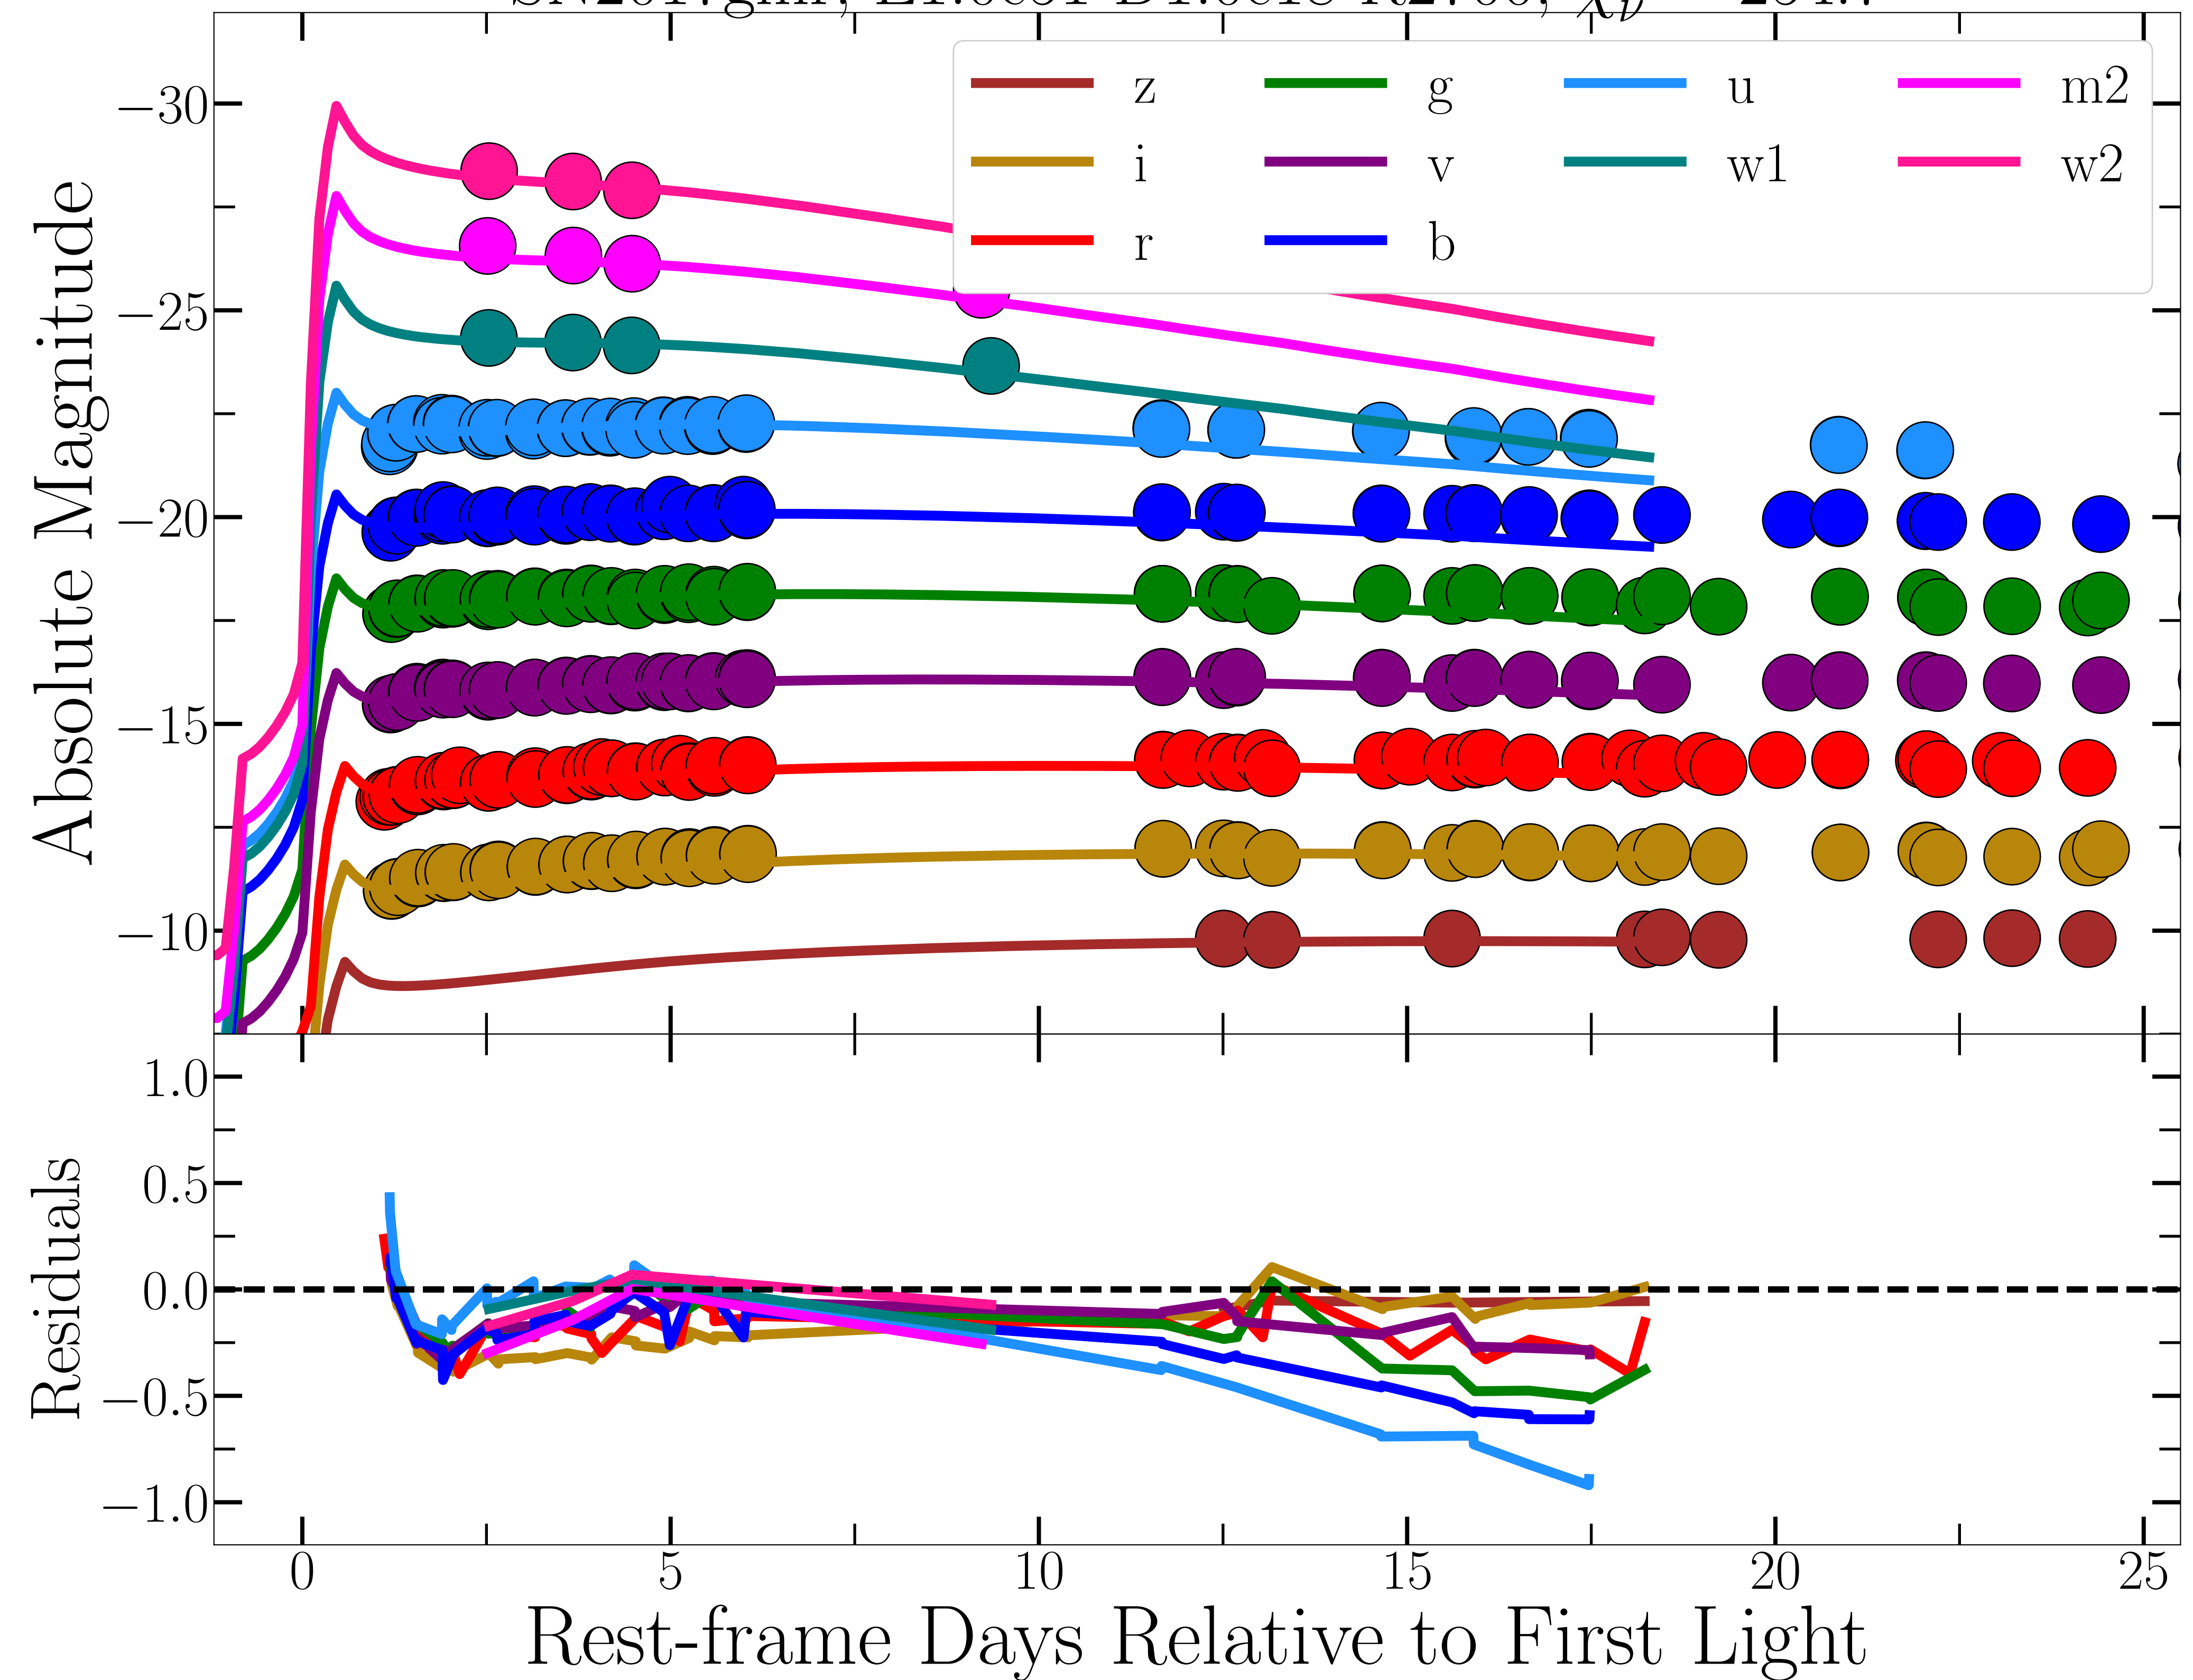 z g u m2
i v w1 w2
r b
Absolute Magnitude
−30
−25
−20
−15
−10
Residuals
1.0
0.5
0.0
−0.5
−1.0
0 5 10 15 20 25
Rest-frame Days Relative to First Light